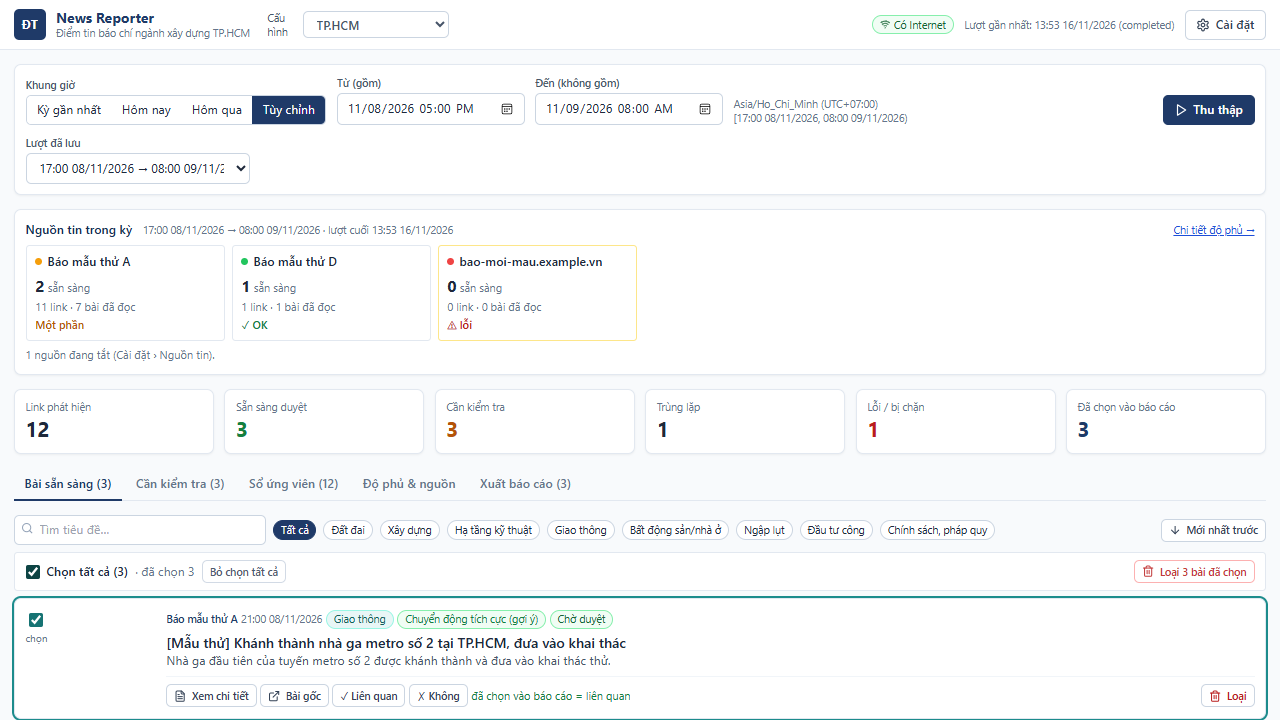 ĐT
News Reporter
Điểm tin báo chí ngành xây dựng TP.HCM
Cấu hình
TP.HCM
Có Internet
Lượt gần nhất: 13:53 16/11/2026 (completed)
Cài đặt
Khung giờ
Kỳ gần nhất
Hôm nay
Hôm qua
Tùy chỉnh
Từ (gồm)
11/08/2026 05:00 PM
Đến (không gồm)
11/09/2026 08:00 AM
Asia/Ho_Chi_Minh (UTC+07:00)
[17:00 08/11/2026, 08:00 09/11/2026)
Thu thập
Lượt đã lưu
17:00 08/11/2026 → 08:00 09/11/2
Nguồn tin trong kỳ
17:00 08/11/2026 → 08:00 09/11/2026 · lượt cuối 13:53 16/11/2026
Chi tiết độ phủ →
Báo mẫu thử A
2 sẵn sàng
11 link · 7 bài đã đọc
Một phần
Báo mẫu thử D
1 sẵn sàng
1 link · 1 bài đã đọc
✓ OK
bao-moi-mau.example.vn
0 sẵn sàng
0 link · 0 bài đã đọc
⚠ lỗi
1 nguồn đang tắt (Cài đặt › Nguồn tin).
Link phát hiện
12
Sẵn sàng duyệt
3
Cần kiểm tra
3
Trùng lặp
1
Lỗi / bị chặn
1
Đã chọn vào báo cáo
3
Bài sẵn sàng (3)
Cần kiểm tra (3)
Sổ ứng viên (12)
Độ phủ & nguồn
Xuất báo cáo (3)
Tìm tiêu đề...
Tất cả
Đất đai
Xây dựng
Hạ tầng kỹ thuật
Giao thông
Bất động sản/nhà ở
Ngập lụt
Đầu tư công
Chính sách, pháp quy
↓ Mới nhất trước
Chọn tất cả (3)
· đã chọn 3
Bỏ chọn tất cả
Loại 3 bài đã chọn
chọn
Báo mẫu thử A 21:00 08/11/2026
Giao thông
Chuyển động tích cực (gợi ý)
Chờ duyệt
[Mẫu thử] Khánh thành nhà ga metro số 2 tại TP.HCM, đưa vào khai thác
Nhà ga đầu tiên của tuyến metro số 2 được khánh thành và đưa vào khai thác thử.
Xem chi tiết
Bài gốc
✓ Liên quan
✗ Không
đã chọn vào báo cáo = liên quan
Loại